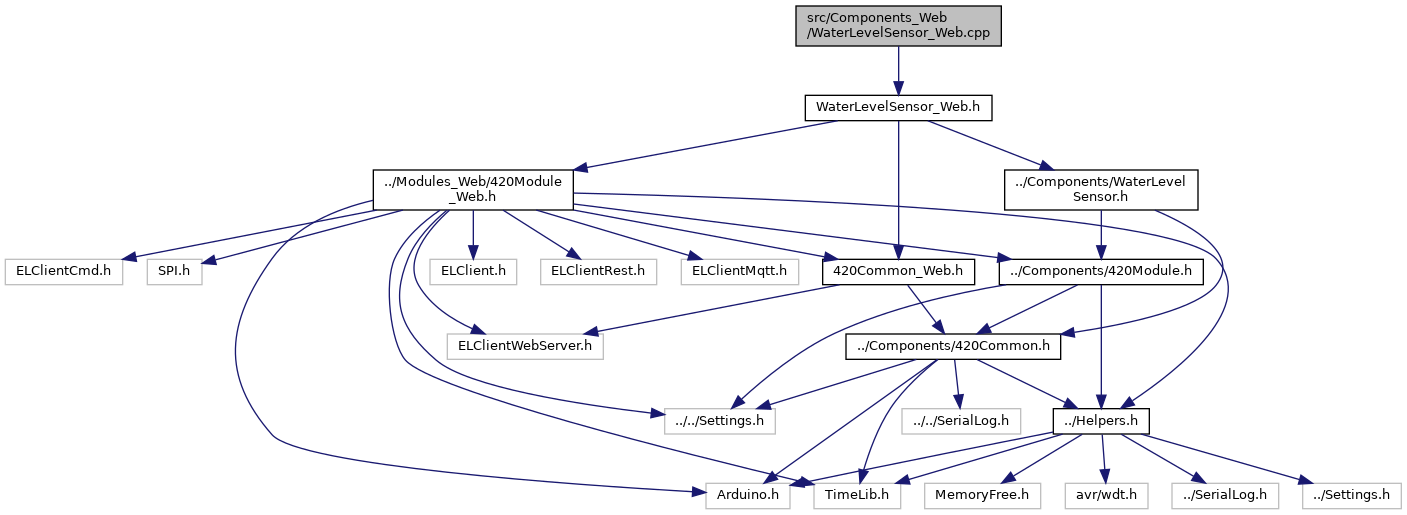 src/Components_Web
/WaterLevelSensor_Web.cpp
WaterLevelSensor_Web.h
../Modules_Web/420Module
_Web.h
../Components/WaterLevel
Sensor.h
ELClientCmd.h
SPI.h
ELClient.h
ELClientRest.h
ELClientMqtt.h
420Common_Web.h
../Components/420Module.h
ELClientWebServer.h
../Components/420Common.h
../../Settings.h
../../SerialLog.h
../Helpers.h
Arduino.h
TimeLib.h
MemoryFree.h
avr/wdt.h
../SerialLog.h
../Settings.h